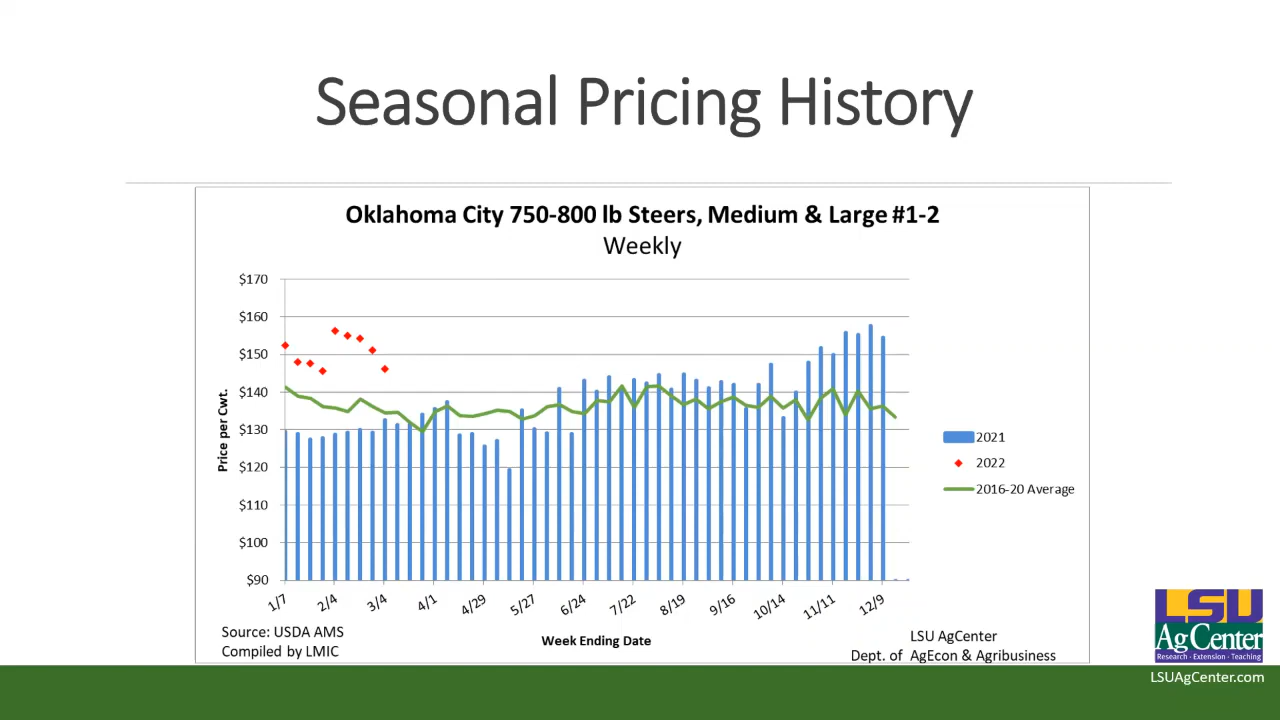 Seasonal Pricing History
Oklahoma City 750-800 lb Steers, Medium & Large #1-2
Weekly
$170
$160
$150
$140
$130
$120
$110
$100
$90
Price per Cwt.
2021
2022
2016-20 Average
1/7
2/4
3/4
4/1
4/29
5/27
6/24
7/22
8/19
9/16
10/14
11/11
12/9
Week Ending Date
Source: USDA AMS
Compiled by LMIC
LSU AgCenter
Dept. of AgEcon & Agribusiness
LSU
AgCenter
Research · Extension · Teaching
LSUAgCenter.com